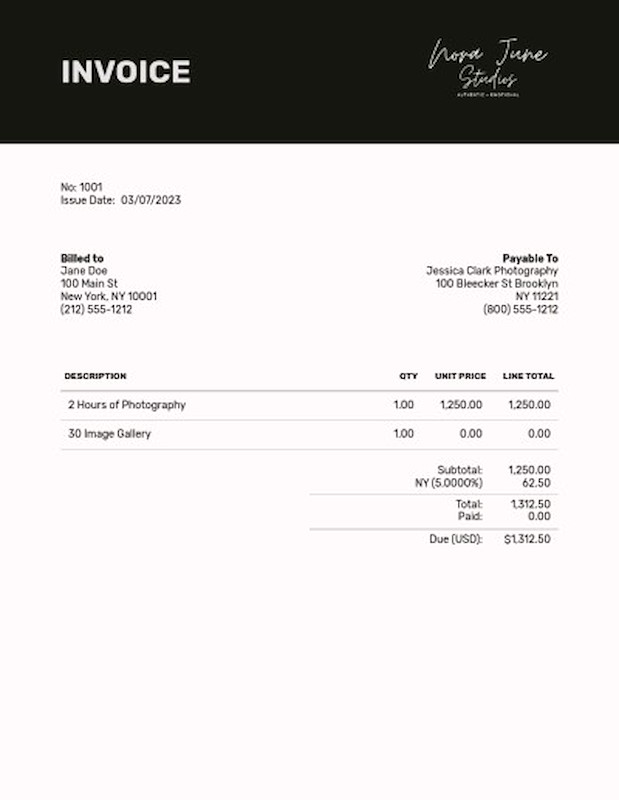 INVOICE
Nora June
Studios
AUTHENTIC + EMOTIONAL
No: 1001
Issue Date: 03/07/2023
Billed to
Jane Doe
100 Main St
New York, NY 10001
(212) 555-1212
Payable To
Jessica Clark Photography
100 Bleecker St Brooklyn
NY 11221
(800) 555-1212
DESCRIPTION QTY UNIT PRICE LINE TOTAL
2 Hours of Photography 1.00 1,250.00 1,250.00
30 Image Gallery 1.00 0.00 0.00
Subtotal: 1,250.00
NY (5.0000%) 62.50
Total: 1,312.50
Paid: 0.00
Due (USD): $1,312.50